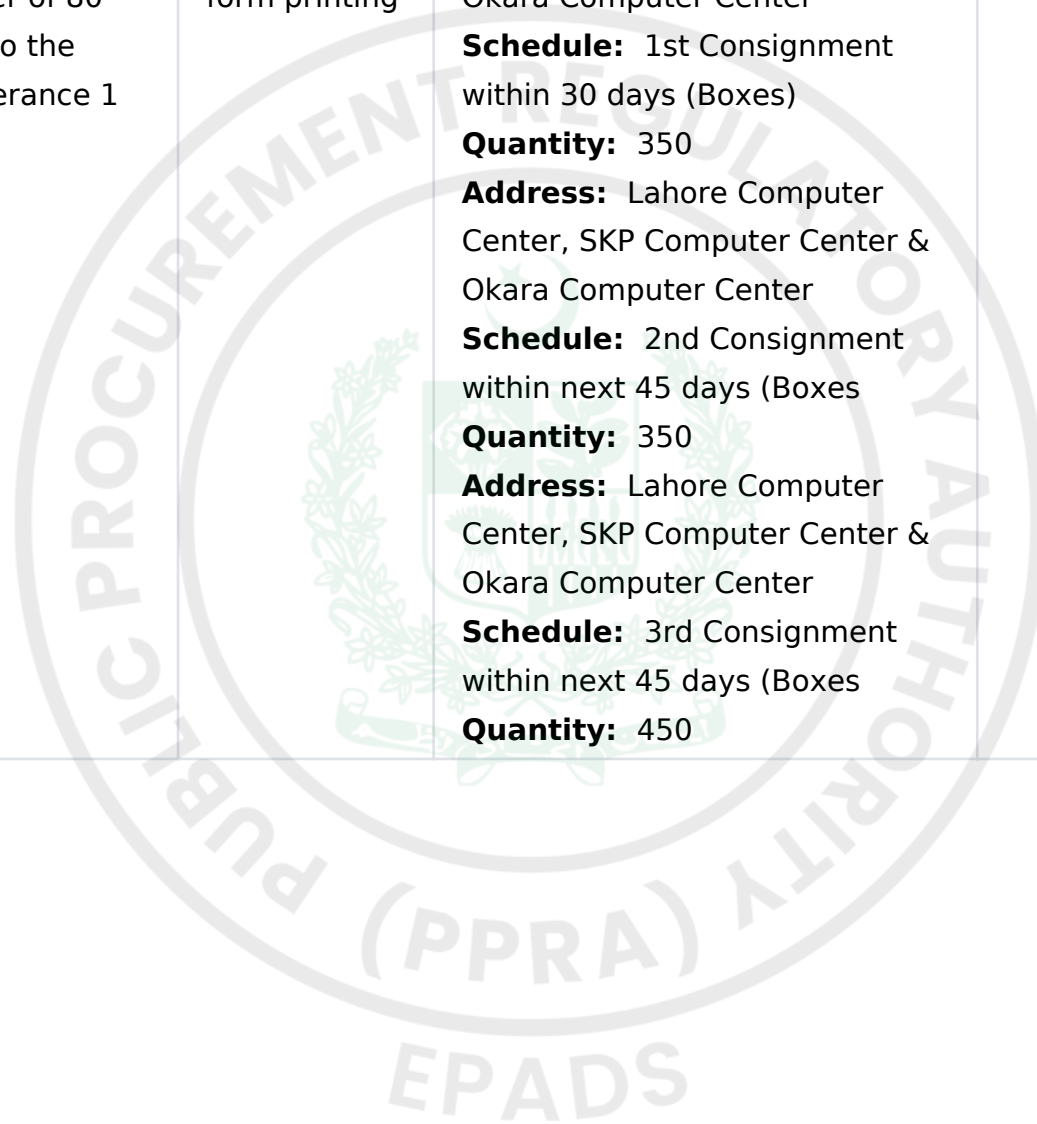 er of 80
o the
erance 1
form printing
Okara Computer Center
Schedule: 1st Consignment
within 30 days (Boxes)
Quantity: 350
Address: Lahore Computer
Center, SKP Computer Center &
Okara Computer Center
Schedule: 2nd Consignment
within next 45 days (Boxes
Quantity: 350
Address: Lahore Computer
Center, SKP Computer Center &
Okara Computer Center
Schedule: 3rd Consignment
within next 45 days (Boxes
Quantity: 450
PUBLIC PROCUREMENT REGULATORY AUTHORITY
(PPRA)
EPADS